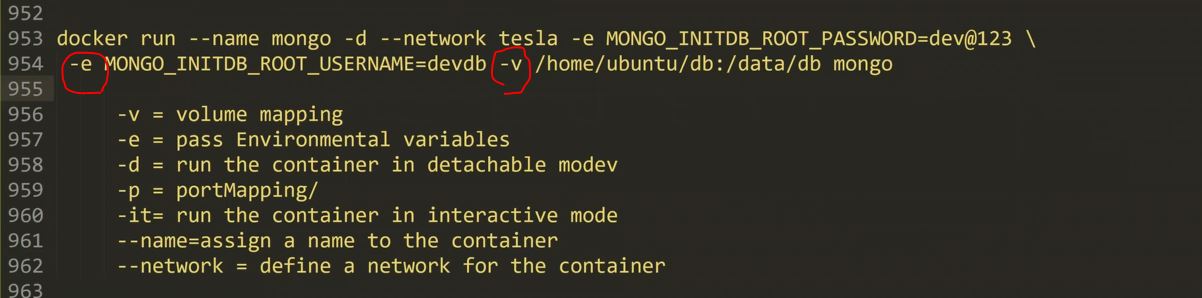 952
953 docker run --name mongo -d --network tesla -e MONGO_INITDB_ROOT_PASSWORD=dev@123 \
954 -e MONGO_INITDB_ROOT_USERNAME=devdb -v /home/ubuntu/db:/data/db mongo
955
956 -v = volume mapping
957 -e = pass Environmental variables
958 -d = run the container in detachable modev
959 -p = portMapping/
960 -it= run the container in interactive mode
961 --name=assign a name to the container
962 --network = define a network for the container
963